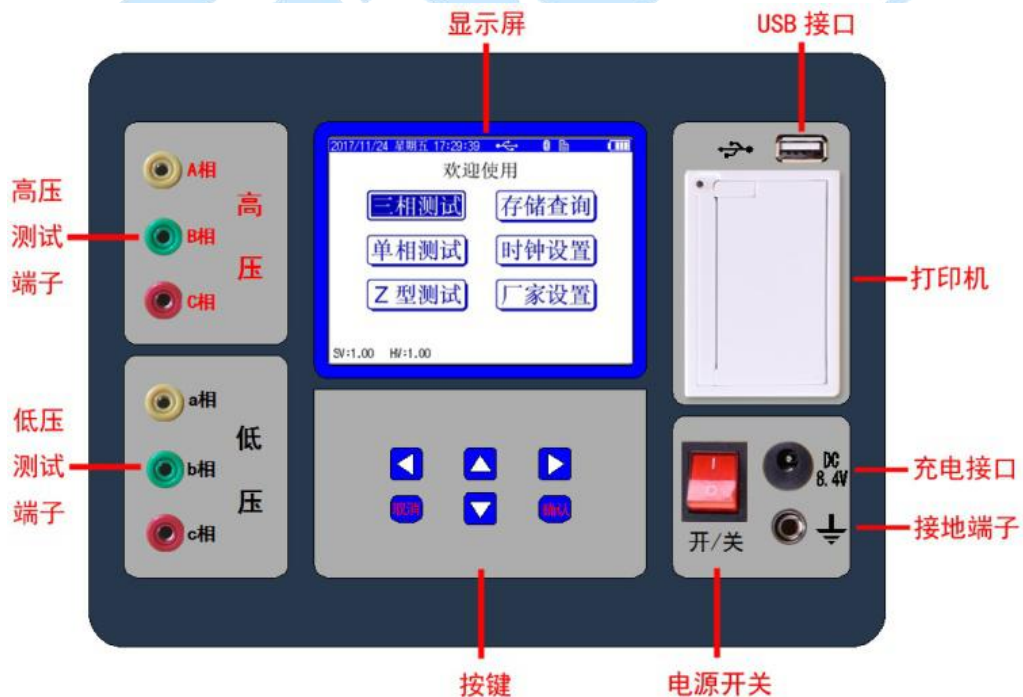 显示屏
USB 接口
2017/11/24 星期五 17:29:39
欢迎使用
三相测试
存储查询
单相测试
时钟设置
Z 型测试
厂家设置
SV:1.00 HV:1.00
高压
测试
端子
A相
B相
C相
高
压
低压
测试
端子
a相
b相
c相
低
压
取消
确认
打印机
DC
8.4V
充电接口
接地端子
开/关
按键
电源开关